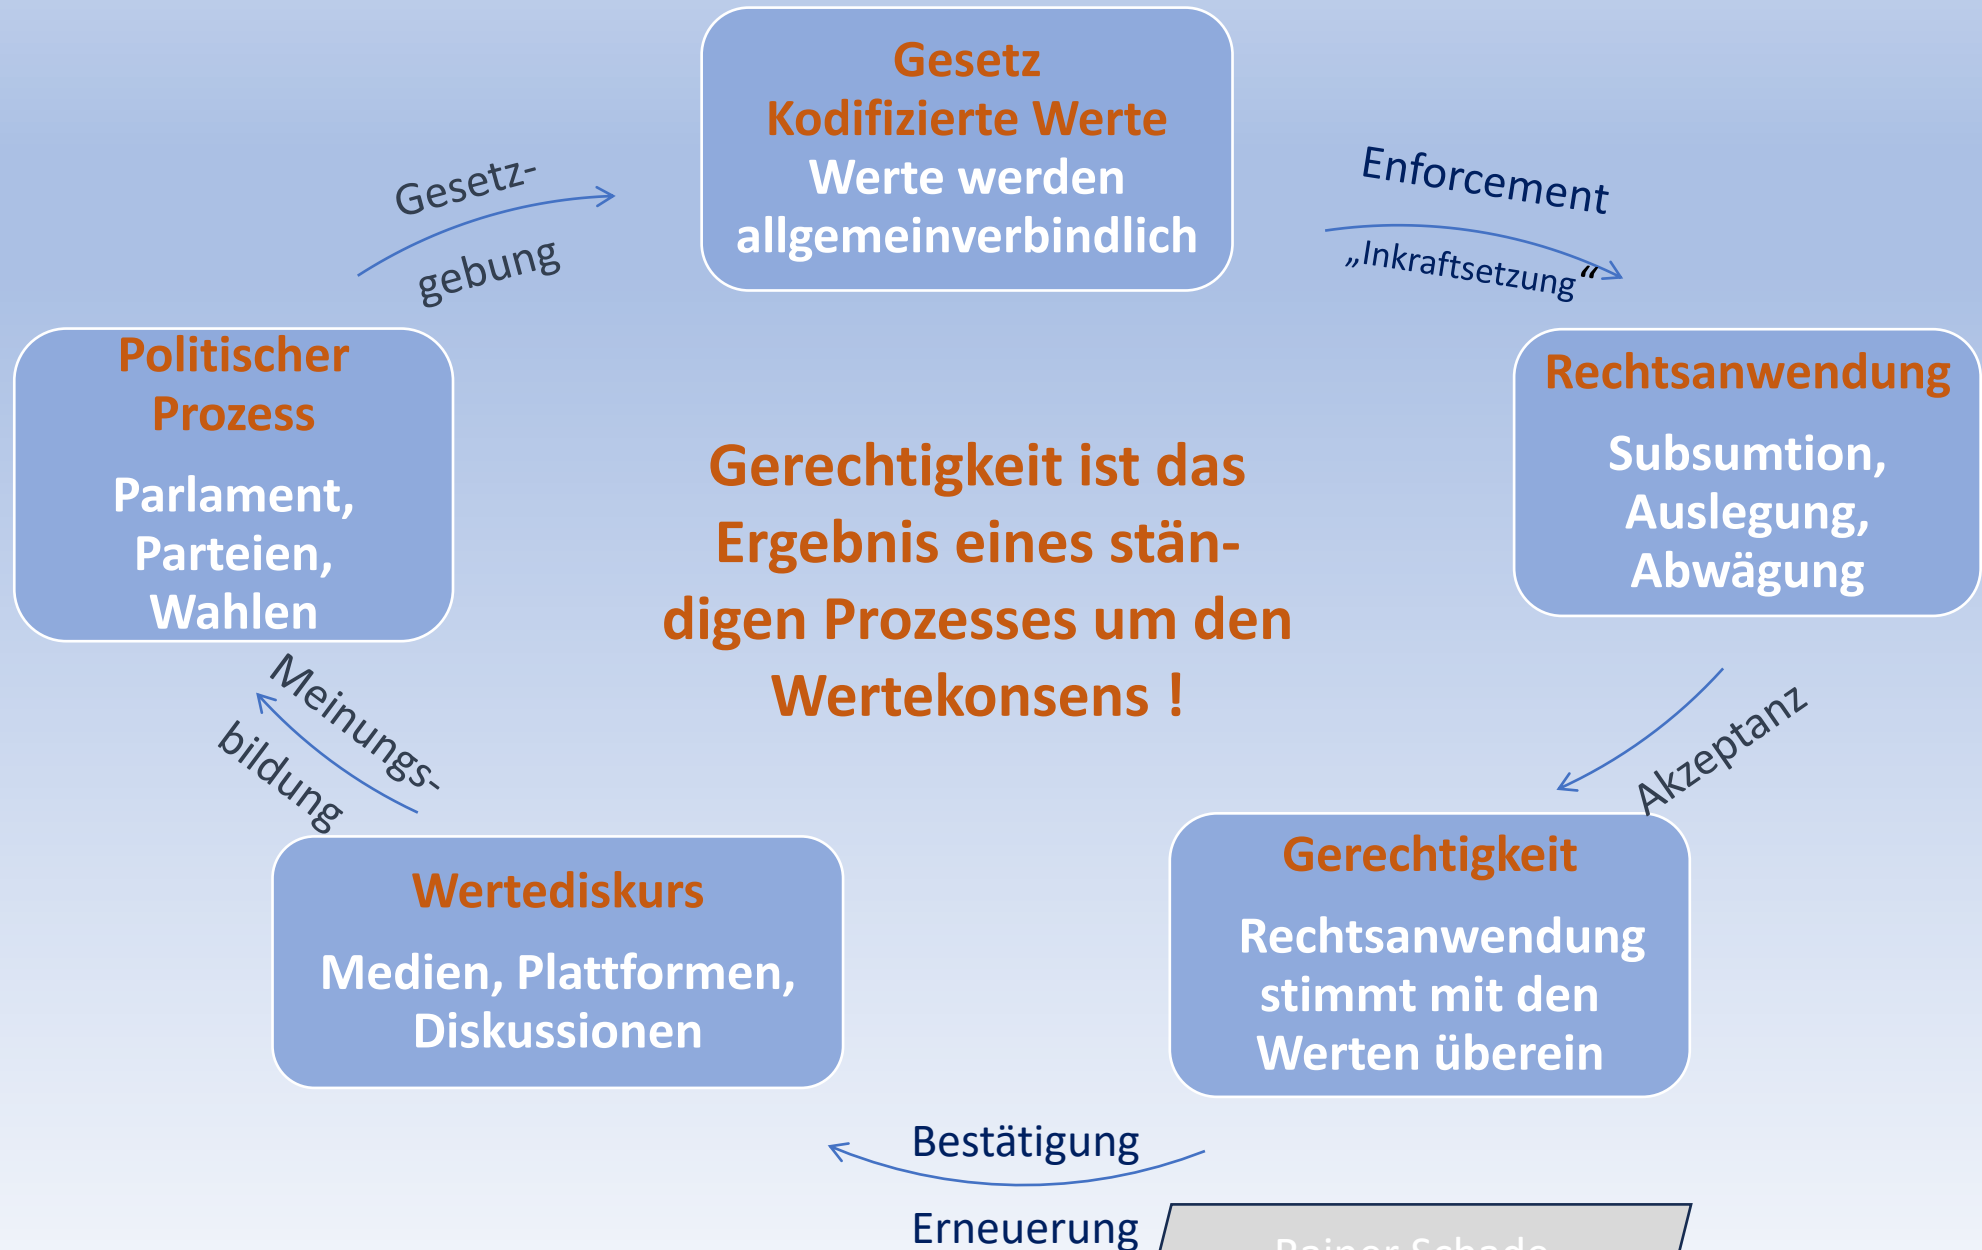 Gesetz
Kodifizierte Werte
Werte werden
allgemeinverbindlich
Gesetz-
gebung
Enforcement
„Inkraftsetzung“
Politischer
Prozess
Parlament,
Parteien,
Wahlen
Rechtsanwendung
Subsumtion,
Auslegung,
Abwägung
Gerechtigkeit ist das
Ergebnis eines stän-
digen Prozesses um den
Wertekonsens !
Meinungs-
bildung
Akzeptanz
Wertediskurs
Medien, Plattformen,
Diskussionen
Gerechtigkeit
Rechtsanwendung
stimmt mit den
Werten überein
Bestätigung
Erneuerung
Rainer Schade